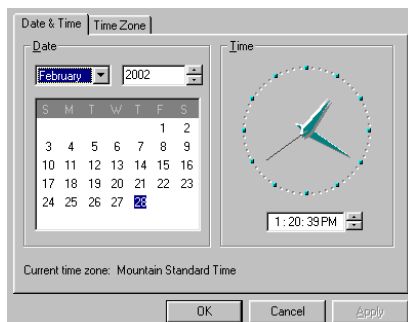 Date & Time Time Zone
Date
February 2002
S M T W T F S
1 2
3 4 5 6 7 8 9
10 11 12 13 14 15 16
17 18 19 20 21 22 23
24 25 26 27 28
Time
1:20:39 PM
Current time zone: Mountain Standard Time
OK Cancel Apply